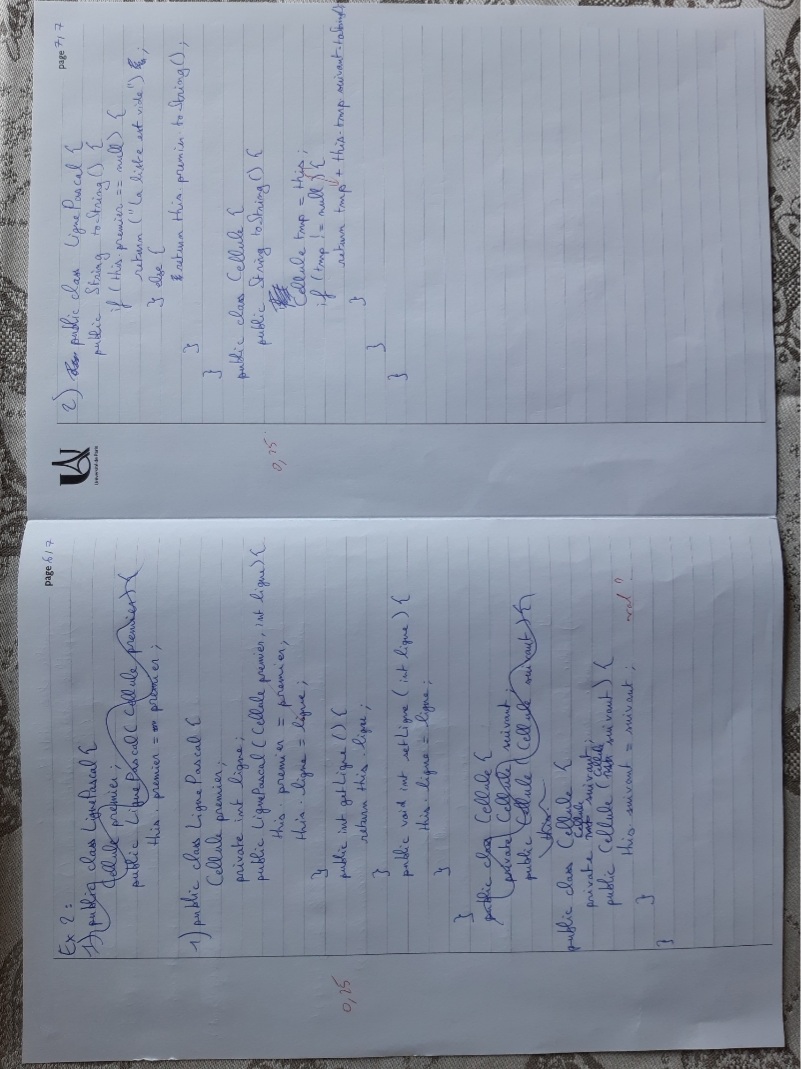 page 6/7
Ex 2:
1) public class LignePascal {
Cellule premier;
public LignePascal (Cellule premier) {
this.premier = premier;
1) public class LignePascal {
Cellule premier;
private int ligne;
public LignePascal (Cellule premier, int ligne) {
this.premier = premier;
this.ligne = ligne;
}
public int getLigne () {
return this.ligne;
}
public void int setLigne (int ligne) {
this.ligne = ligne;
}
}
public class Cellule {
private Cellule suivant;
public Cellule (Cellule suivant) {
public class Cellule {
private Cellule suivant;
public Cellule (Cellule suivant) {
this.suivant = suivant;
}
}
0,25
page 7/7
Université de Paris
2) public class LignePascal {
public String toString() {
if (this.premier == null) {
return ("La liste est vide");
} else {
return this.premier.toString();
}
}
public class Cellule {
public String toString() {
Cellule tmp = this;
if (tmp != null) {
return tmp + this.tmp.suivant.
}
}
}
0,25